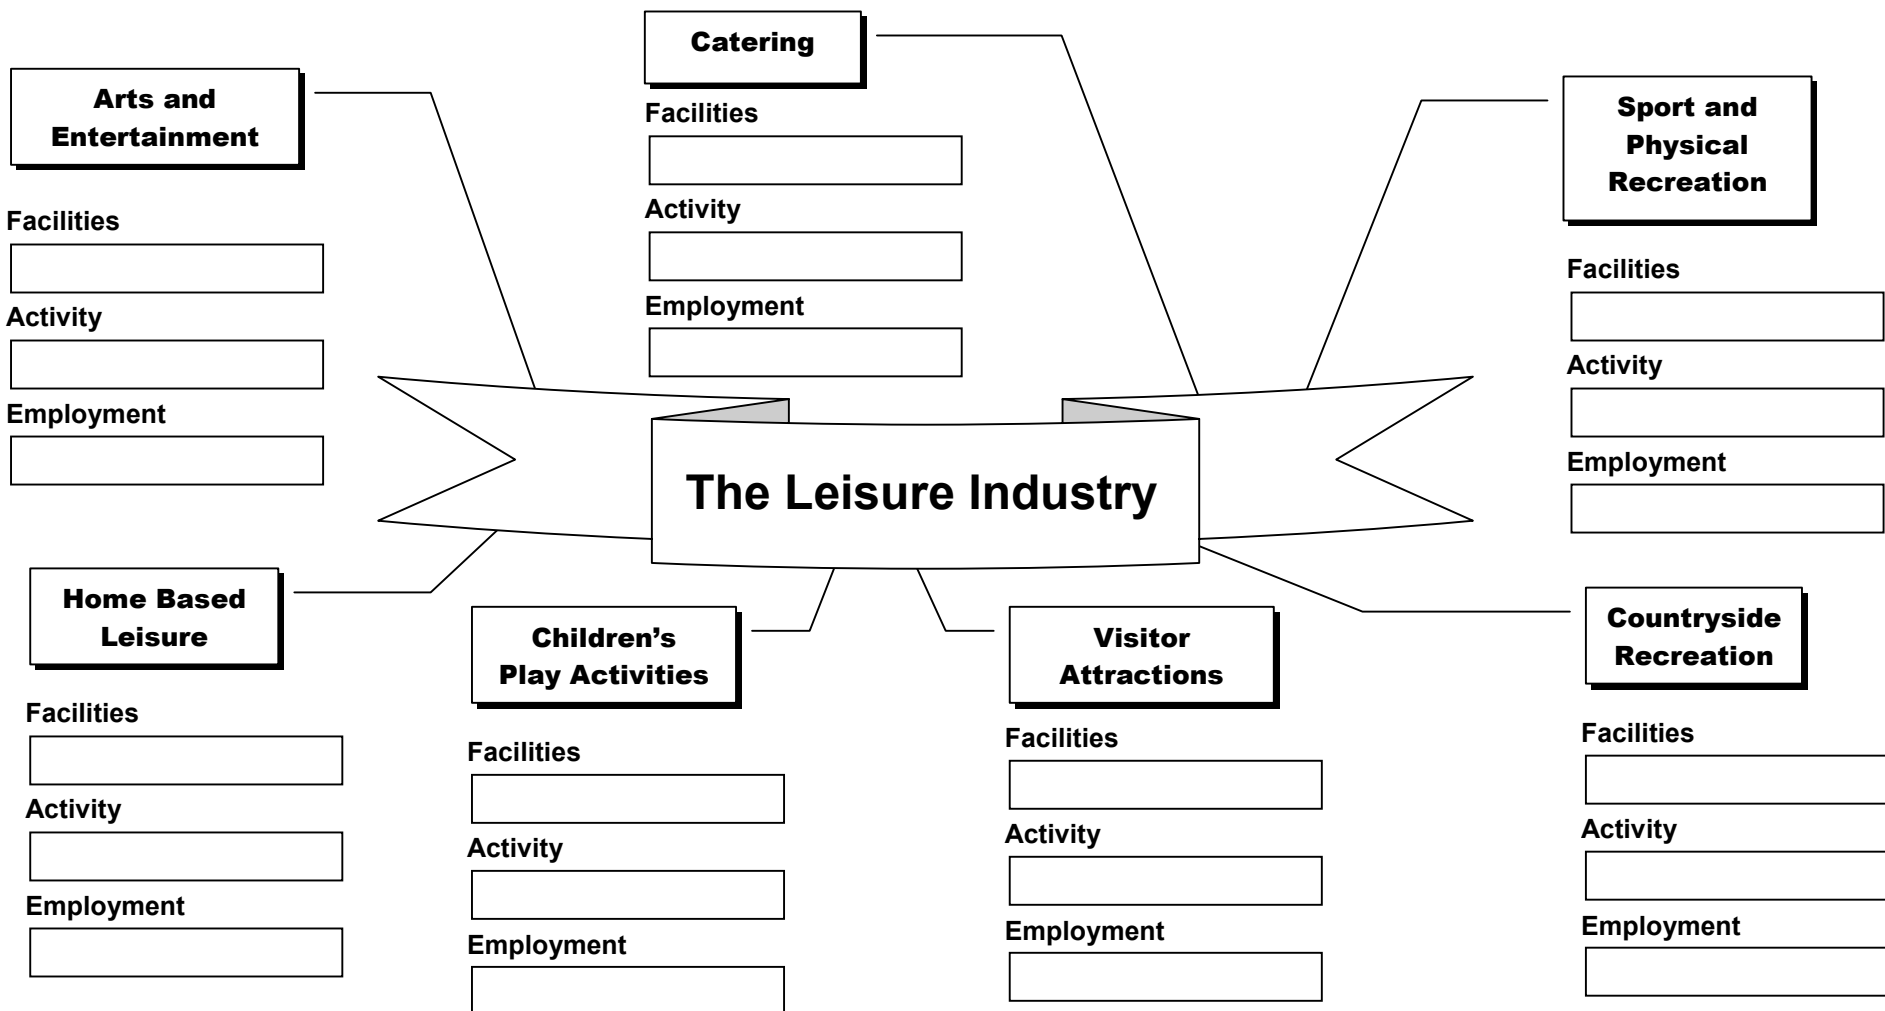 Catering
Facilities
Activity
Employment
Arts and
Entertainment
Facilities
Activity
Employment
Sport and
Physical
Recreation
Facilities
Activity
Employment
The Leisure Industry
Home Based
Leisure
Facilities
Activity
Employment
Children’s
Play Activities
Facilities
Activity
Employment
Visitor
Attractions
Facilities
Activity
Employment
Countryside
Recreation
Facilities
Activity
Employment